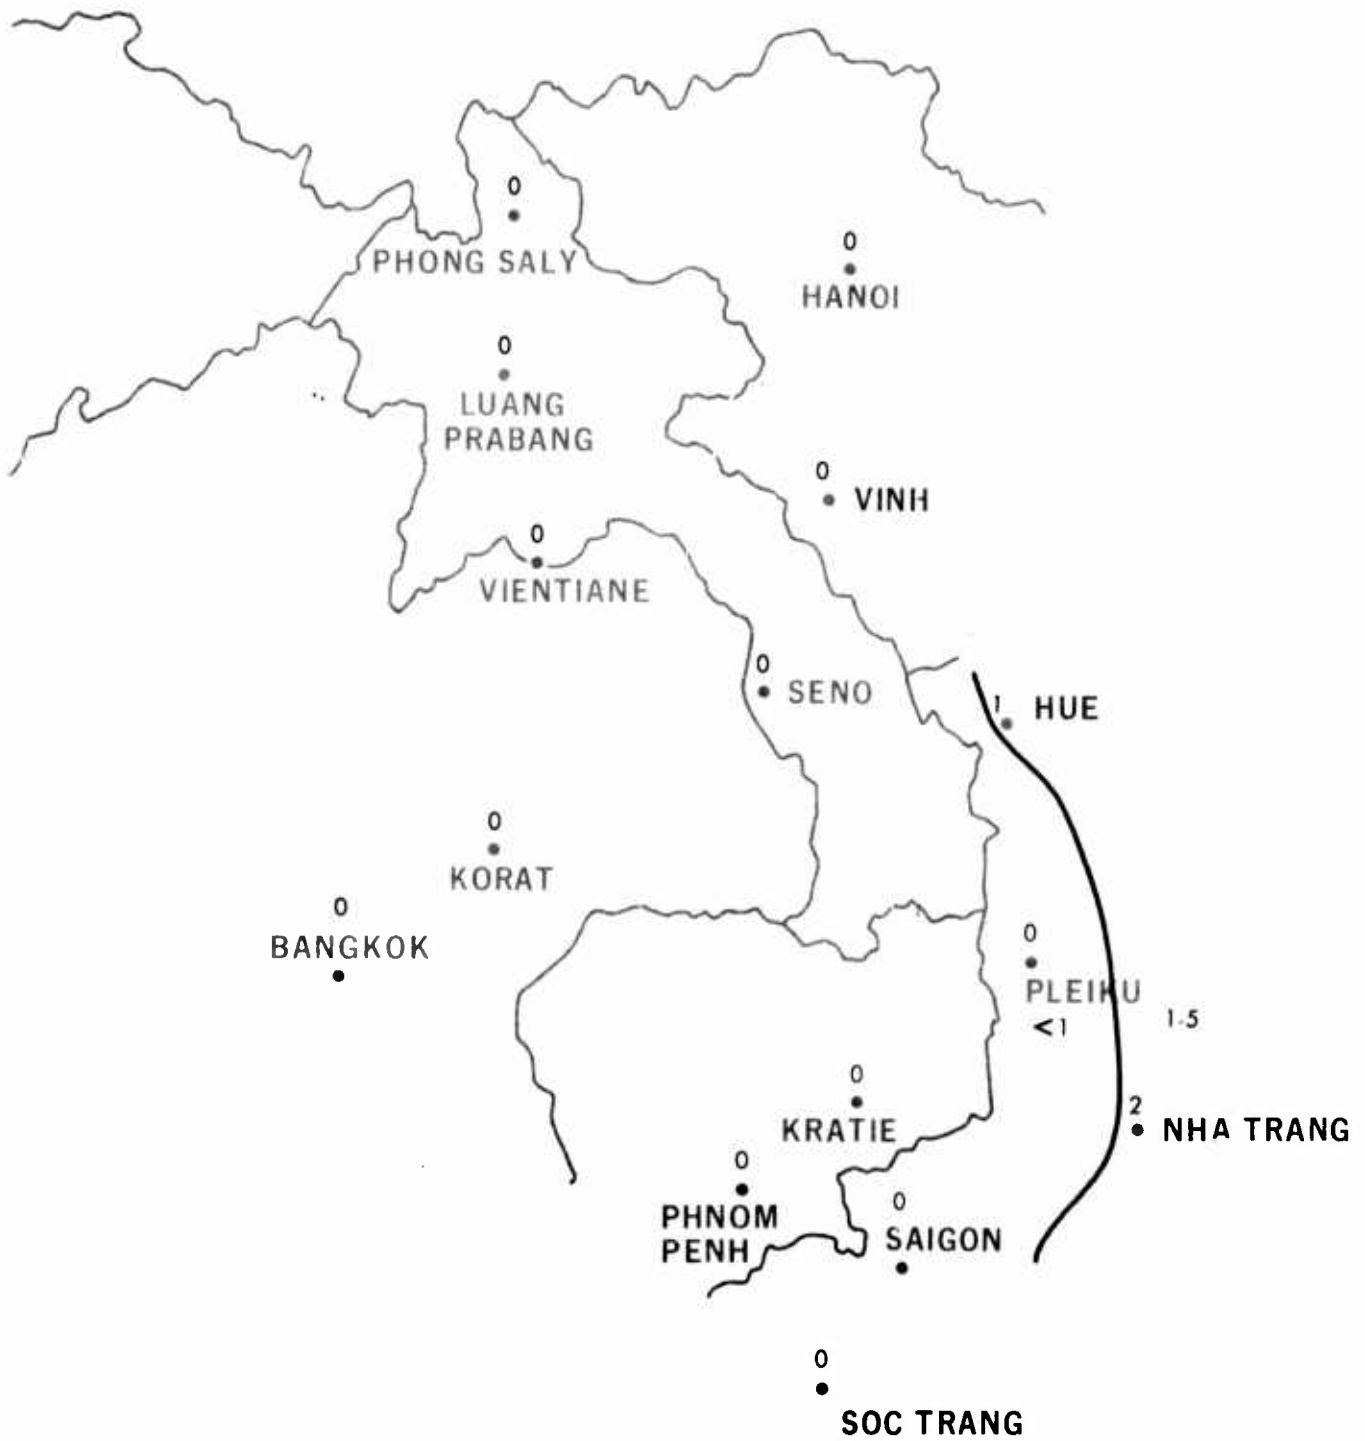 0
PHONG SALY
0
HANOI
0
LUANG
PRABANG
0
VINH
0
VIENTIANE
0
SENO
1
HUE
0
KORAT
0
BANGKOK
0
PLEIKU
<1
1.5
0
KRATIE
2
NHA TRANG
0
PHNOM
PENH
0
SAIGON
0
SOC TRANG